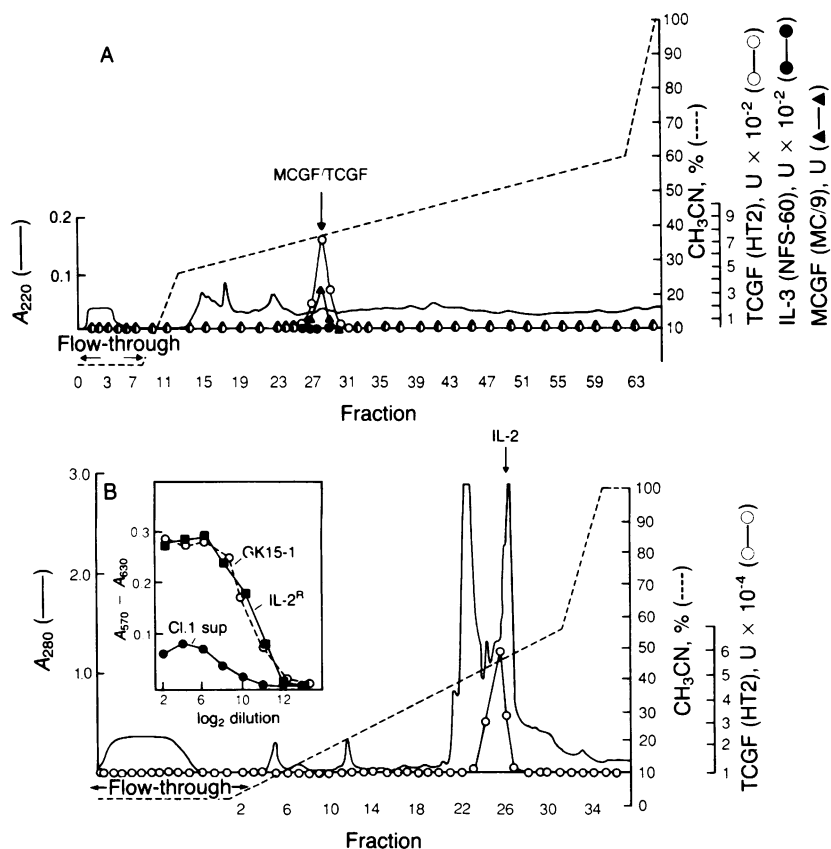 A
MCGF/TCGF
0.2
0.1
A220 (——)
Flow-through
0 3 7 11 15 19 23 27 31 35 39 43 47 51 55 59 63
Fraction
100
90
80
70
60
50
40
30
20
10
CH3CN, % (----)
9
7
5
3
1
TCGF (HT2), U × 10-2 (○—○)
IL-3 (NFS-60), U × 10-2 (●—●)
MCGF (MC/9), U (▲—▲)
B
IL-2
3.0
2.0
1.0
A280 (——)
0 3
0.2
0.1
A570 − A630
GK15-1
IL-2R
Cl.1 sup
2 6 10 12
log2 dilution
Flow-through
2 6 10 14 18 22 26 30 34
Fraction
100
90
80
70
60
50
40
30
20
10
0
CH3CN, % (----)
6
5
4
3
2
1
TCGF (HT2), U × 10-4 (○—○)